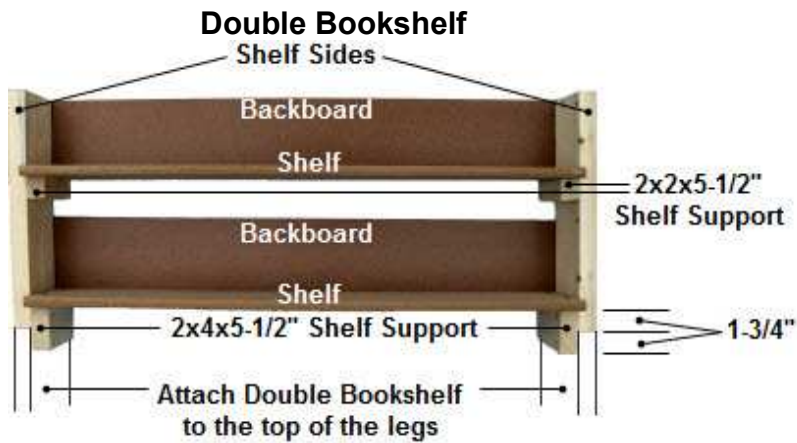 Double Bookshelf
Shelf Sides
Backboard
Shelf
2x2x5-1/2"
Shelf Support
Backboard
Shelf
2x4x5-1/2" Shelf Support
1-3/4"
Attach Double Bookshelf
to the top of the legs